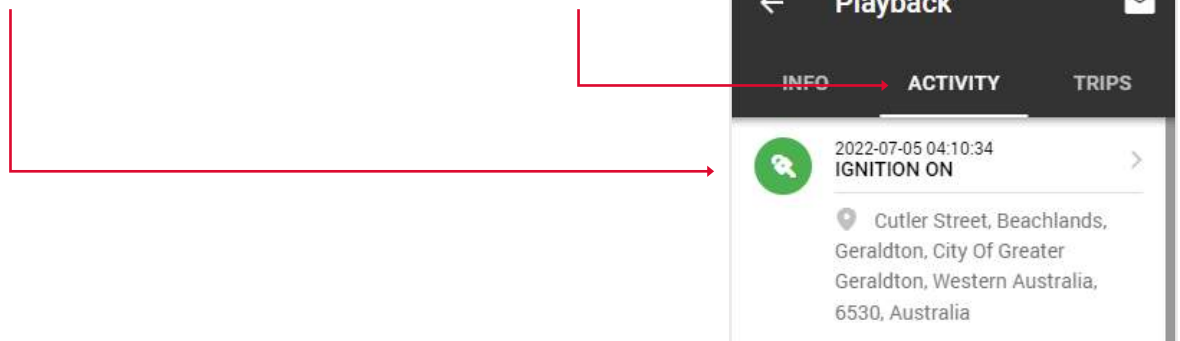 Playback
INFO ACTIVITY TRIPS
2022-07-05 04:10:34
IGNITION ON
Cutler Street, Beachlands,
Geraldton, City Of Greater
Geraldton, Western Australia,
6530, Australia